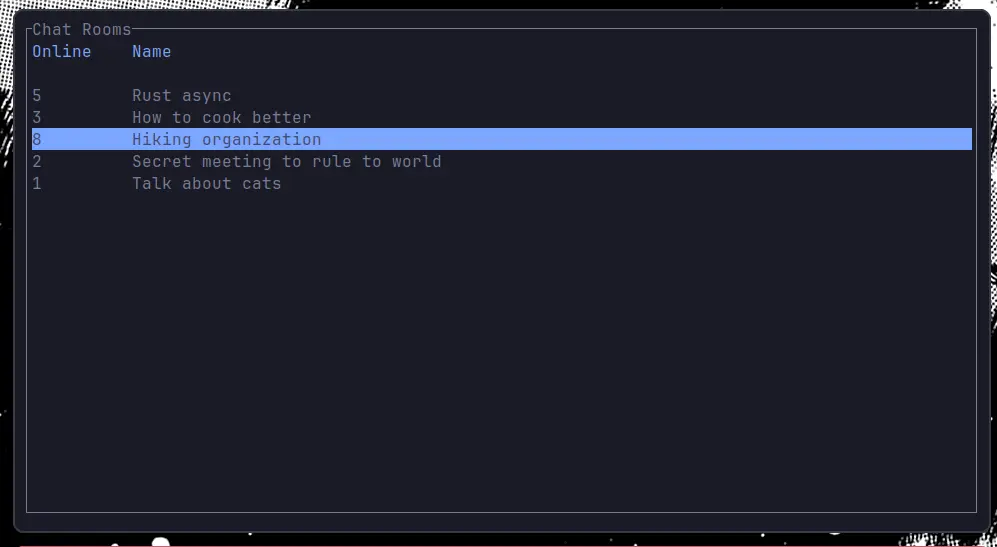 Chat Rooms
Online Name
5 Rust async
3 How to cook better
8 Hiking organization
2 Secret meeting to rule to world
1 Talk about cats